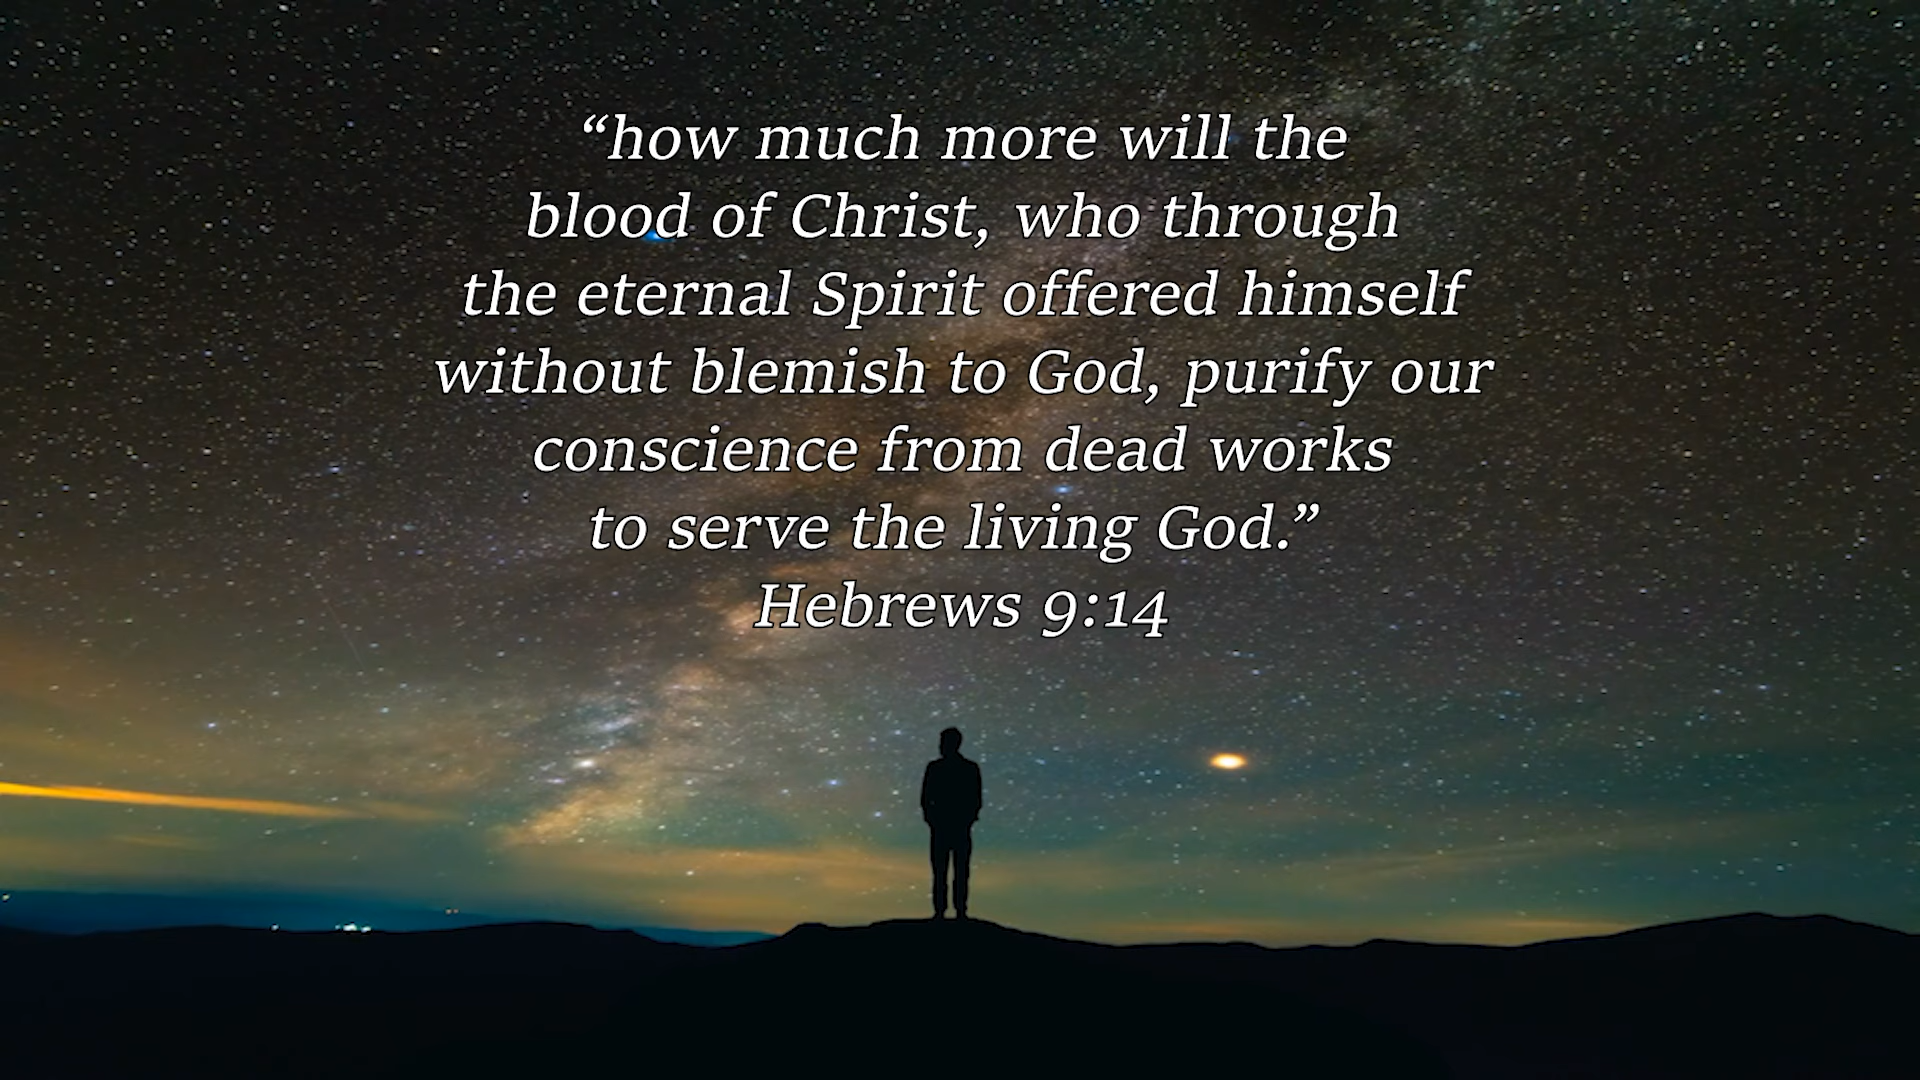 “how much more will the
blood of Christ, who through
the eternal Spirit offered himself
without blemish to God, purify our
conscience from dead works
to serve the living God.”
Hebrews 9:14